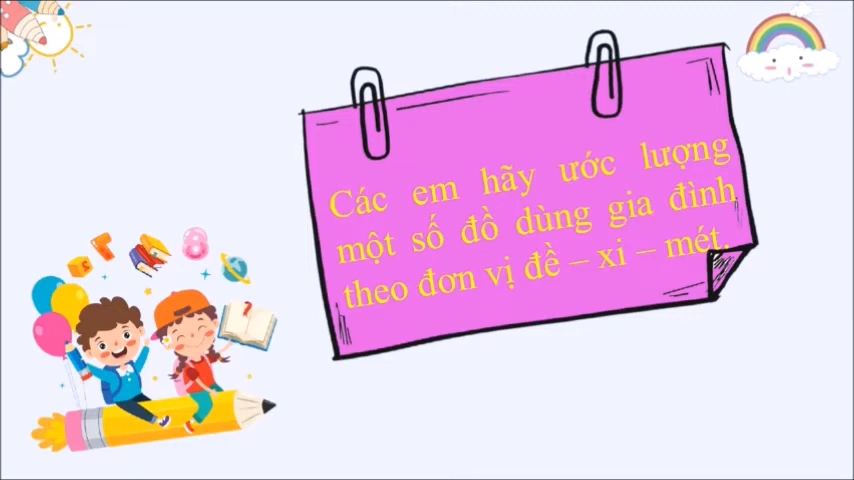 Các em hãy ước lượng
một số đồ dùng gia đình
theo đơn vị đề – xi – mét.